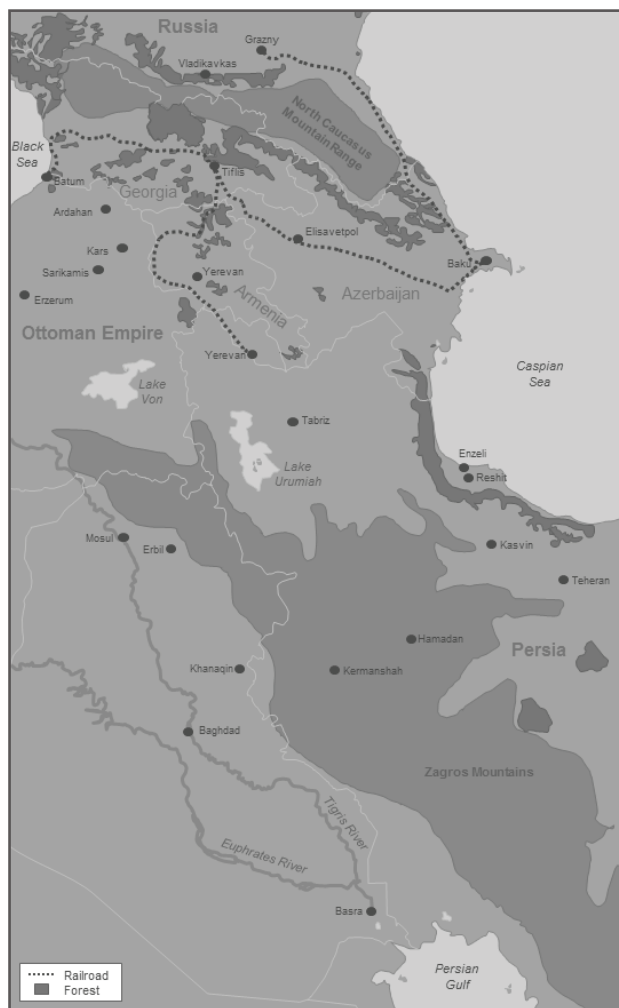 Russia
Grazny
Vladikavkas
North Caucasus
Mountain Range
Black
Sea
Tiflis
Batum
Georgia
Ardahan
Elisavetpol
Kars
Baku
Sarikamis
Yerevan
Azerbaijan
Armenia
Erzerum
Ottoman Empire
Yerevan
Caspian
Sea
Lake
Von
Tabriz
Enzeli
Lake
Urumiah
Reshit
Mosul
Erbil
Kasvin
Teheran
Hamadan
Persia
Khanaqin
Kermanshah
Baghdad
Zagros Mountains
Tigris River
Euphrates River
Basra
Persian
Gulf
Railroad
Forest